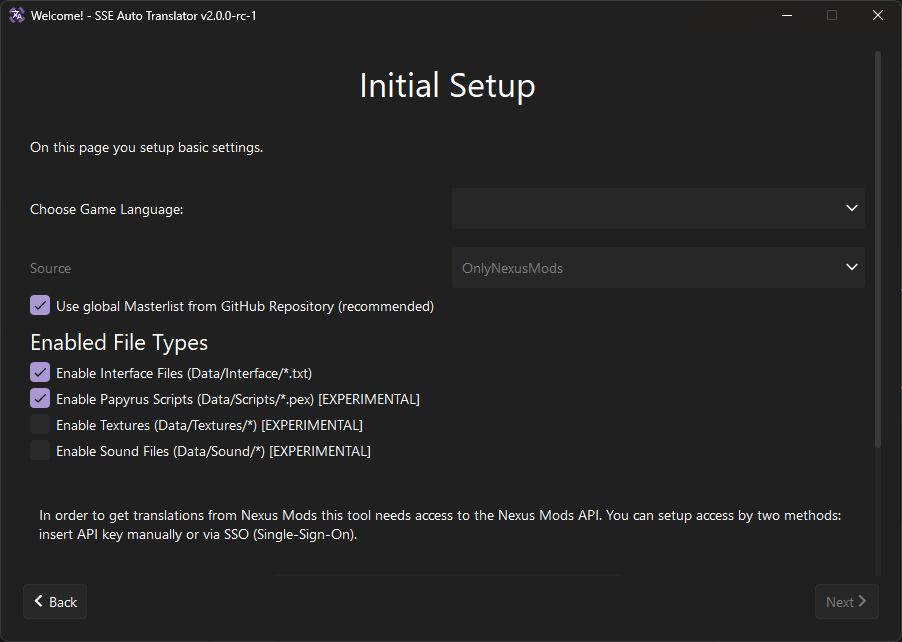 Welcome! - SSE Auto Translator v2.0.0-rc-1
Initial Setup
On this page you setup basic settings.
Choose Game Language:
Source
OnlyNexusMods
Use global Masterlist from GitHub Repository (recommended)
Enabled File Types
Enable Interface Files (Data/Interface/*.txt)
Enable Papyrus Scripts (Data/Scripts/*.pex) [EXPERIMENTAL]
Enable Textures (Data/Textures/*) [EXPERIMENTAL]
Enable Sound Files (Data/Sound/*) [EXPERIMENTAL]
In order to get translations from Nexus Mods this tool needs access to the Nexus Mods API. You can setup access by two methods:
insert API key manually or via SSO (Single-Sign-On).
Back
Next